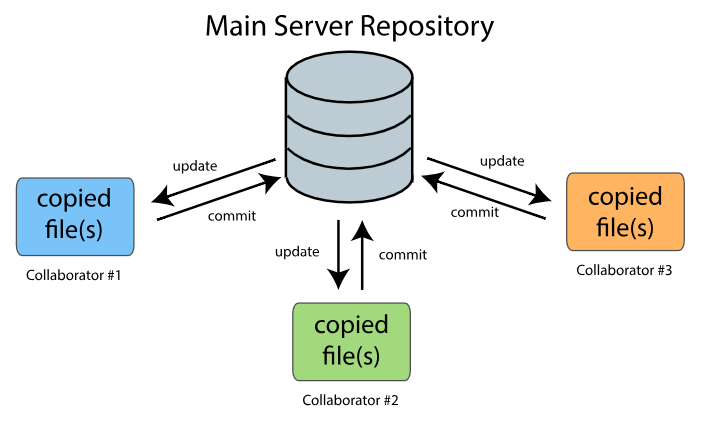 Main Server Repository
update
commit
copied
file(s)
Collaborator #1
update
commit
copied
file(s)
Collaborator #2
update
commit
copied
file(s)
Collaborator #3